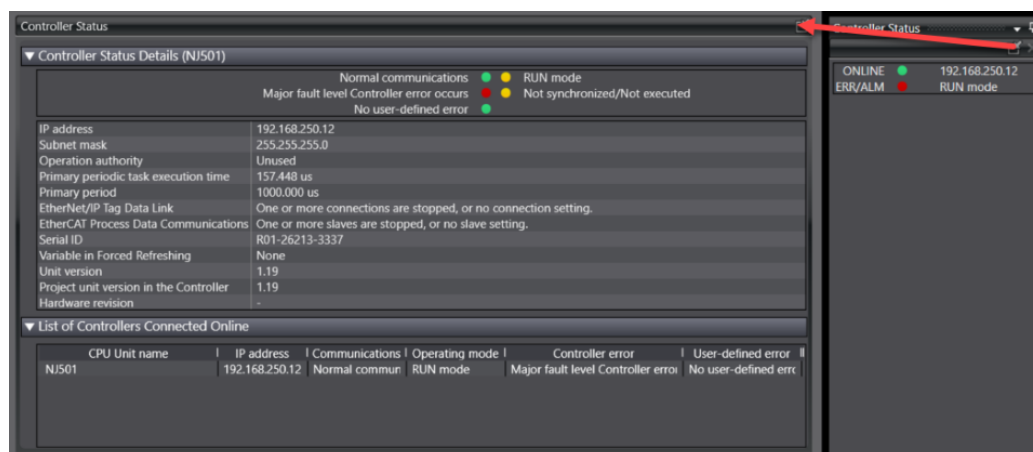 Controller Status
Controller Status Details (NJ501)
Normal communications RUN mode
Major fault level Controller error occurs Not synchronized/Not executed
No user-defined error
IP address 192.168.250.12
Subnet mask 255.255.255.0
Operation authority Unused
Primary periodic task execution time 157.448 us
Primary period 1000.000 us
EtherNet/IP Tag Data Link One or more connections are stopped, or no connection setting.
EtherCAT Process Data Communications One or more slaves are stopped, or no slave setting.
Serial ID R01-26213-3337
Variable in Forced Refreshing None
Unit version 1.19
Project unit version in the Controller 1.19
Hardware revision -
List of Controllers Connected Online
CPU Unit name IP address Communications Operating mode Controller error User-defined error
NJ501 192.168.250.12 Normal commun RUN mode Major fault level Controller error No user-defined errc
Controller Status
ONLINE 192.168.250.12
ERR/ALM RUN mode